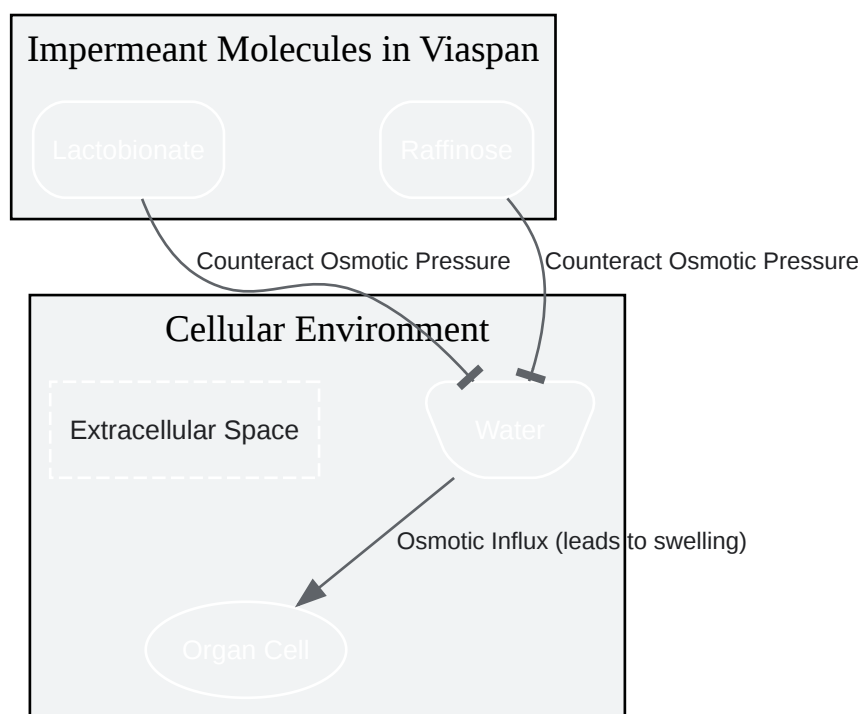 Impermeant Molecules in Viaspan
Lactobionate
Raffinose
Counteract Osmotic Pressure
Counteract Osmotic Pressure
Cellular Environment
Extracellular Space
Water
Osmotic Influx (leads to swelling)
Organ Cell